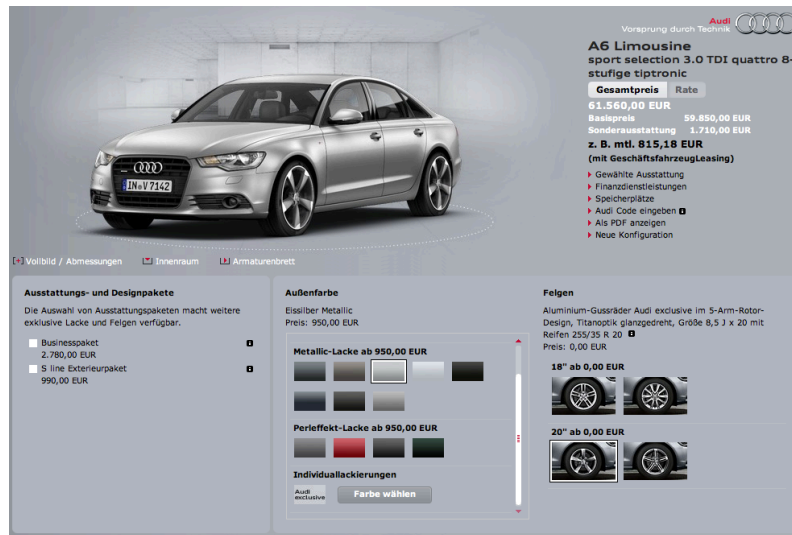 Audi
Vorsprung durch Technik
A6 Limousine
sport selection 3.0 TDI quattro 8-
stufige tiptronic
Gesamtpreis Rate
61.560,00 EUR
Basispreis 59.850,00 EUR
Sonderausstattung 1.710,00 EUR
z. B. mtl. 815,18 EUR
(mit GeschäftsfahrzeugLeasing)
Gewählte Ausstattung
Finanzdienstleistungen
Speicherplätze
Audi Code eingeben i
Als PDF anzeigen
Neue Konfiguration
IN V 7142
[+] Vollbild / Abmessungen Innenraum Armaturenbrett
Ausstattungs- und Designpakete
Die Auswahl von Ausstattungspaketen macht weitere
exklusive Lacke und Felgen verfügbar.
Businesspaket i
2.780,00 EUR
S line Exterieurpaket i
990,00 EUR
Außenfarbe
Eissilber Metallic
Preis: 950,00 EUR
Metallic-Lacke ab 950,00 EUR
Perleffekt-Lacke ab 950,00 EUR
Individuallackierungen
Audi
exclusive
Farbe wählen
Felgen
Aluminium-Gussräder Audi exclusive im 5-Arm-Rotor-
Design, Titanoptik glanzgedreht, Größe 8,5 J x 20 mit
Reifen 255/35 R 20 i
Preis: 0,00 EUR
18" ab 0,00 EUR
20" ab 0,00 EUR